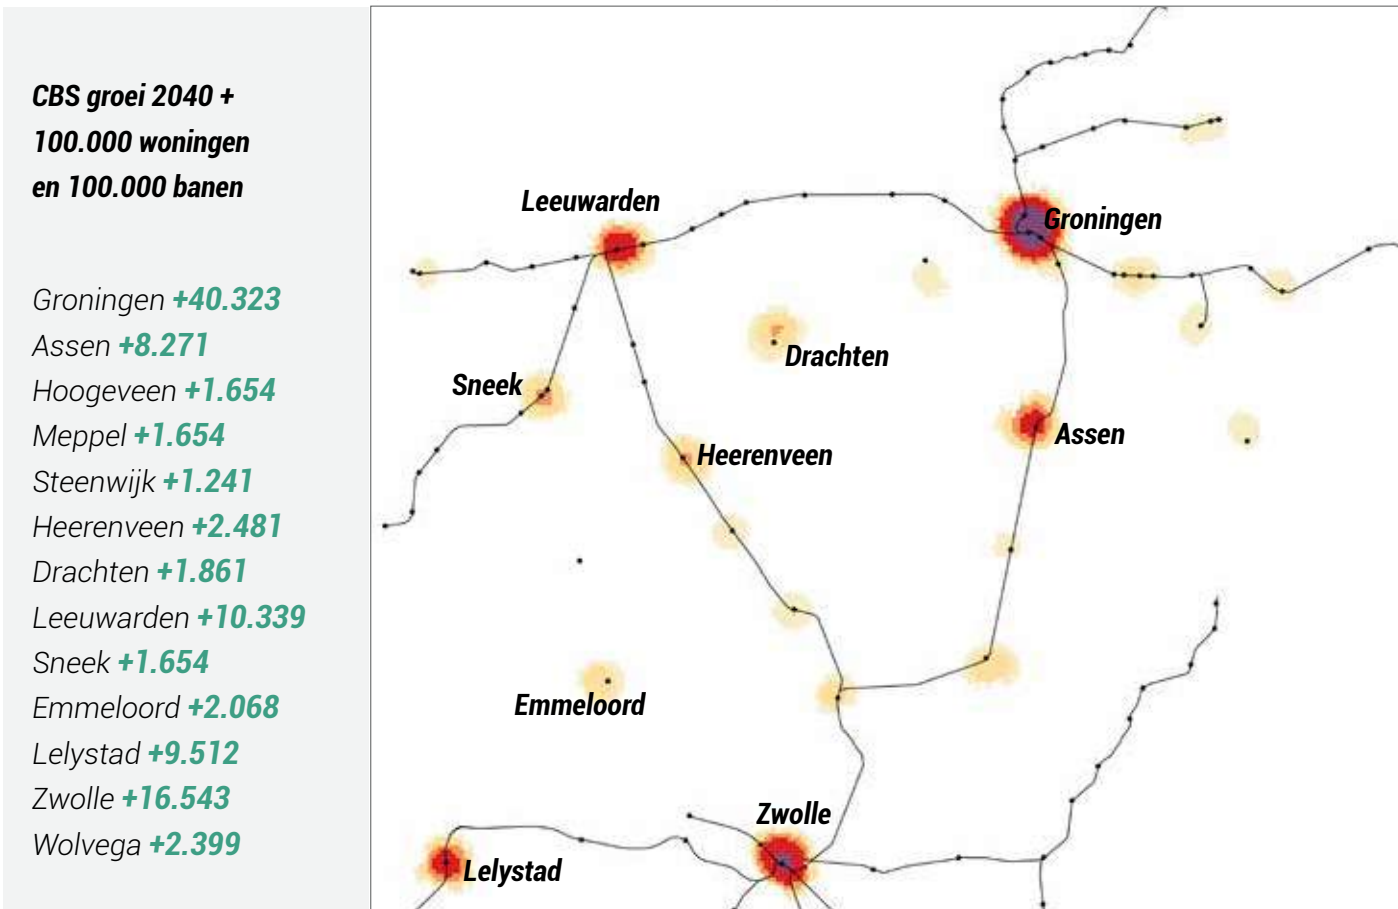 CBS groei 2040 +
100.000 woningen
en 100.000 banen
Groningen +40.323
Assen +8.271
Hoogeveen +1.654
Meppel +1.654
Steenwijk +1.241
Heerenveen +2.481
Drachten +1.861
Leeuwarden +10.339
Sneek +1.654
Emmeloord +2.068
Lelystad +9.512
Zwolle +16.543
Wolvega +2.399
Leeuwarden
Groningen
Drachten
Sneek
Assen
Heerenveen
Emmeloord
Zwolle
Lelystad